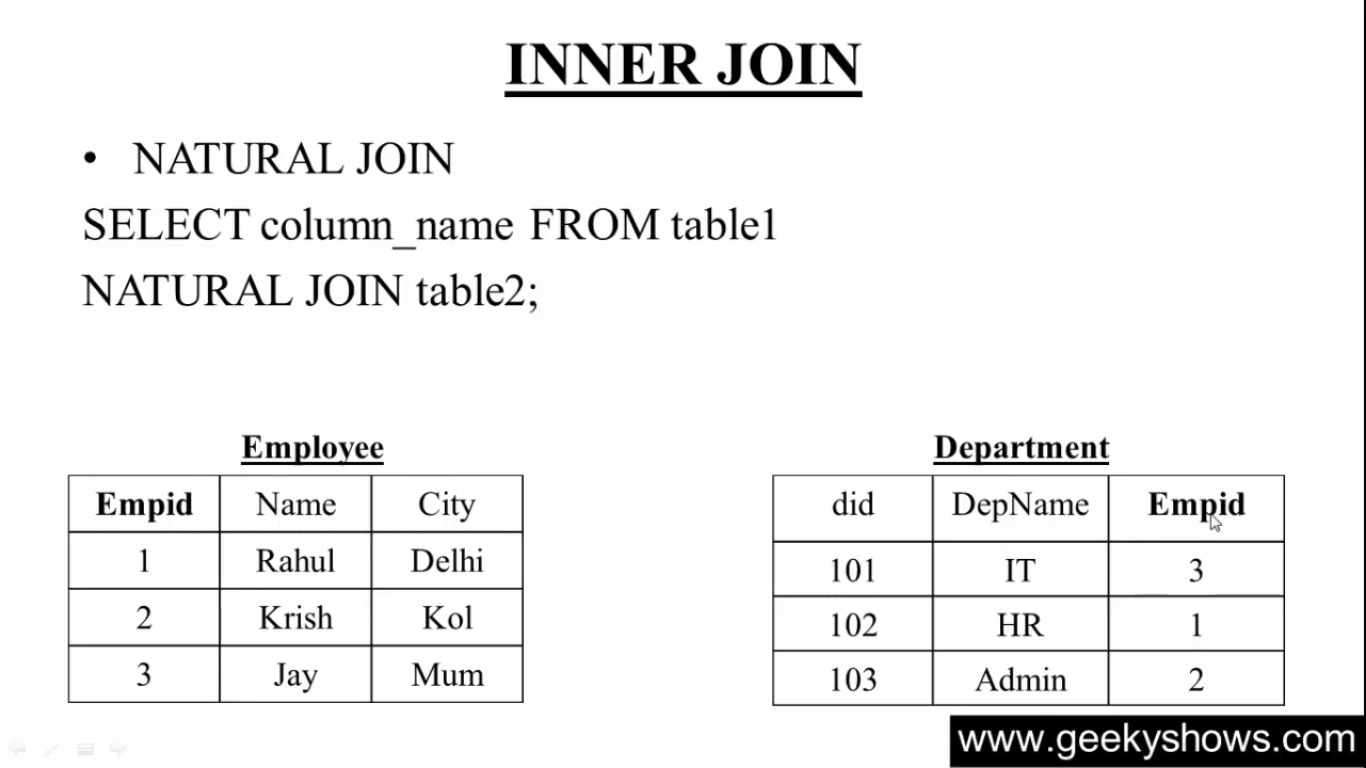 INNER JOIN
• NATURAL JOIN
SELECT column_name FROM table1
NATURAL JOIN table2;
Employee
Empid Name City
1 Rahul Delhi
2 Krish Kol
3 Jay Mum
Department
did DepName Empid
101 IT 3
102 HR 1
103 Admin 2
www.geekyshows.com